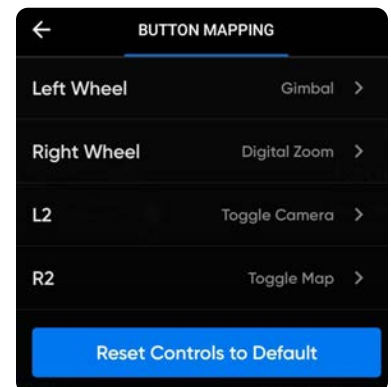 BUTTON MAPPING
Left Wheel Gimbal
Right Wheel Digital Zoom
L2 Toggle Camera
R2 Toggle Map
Reset Controls to Default